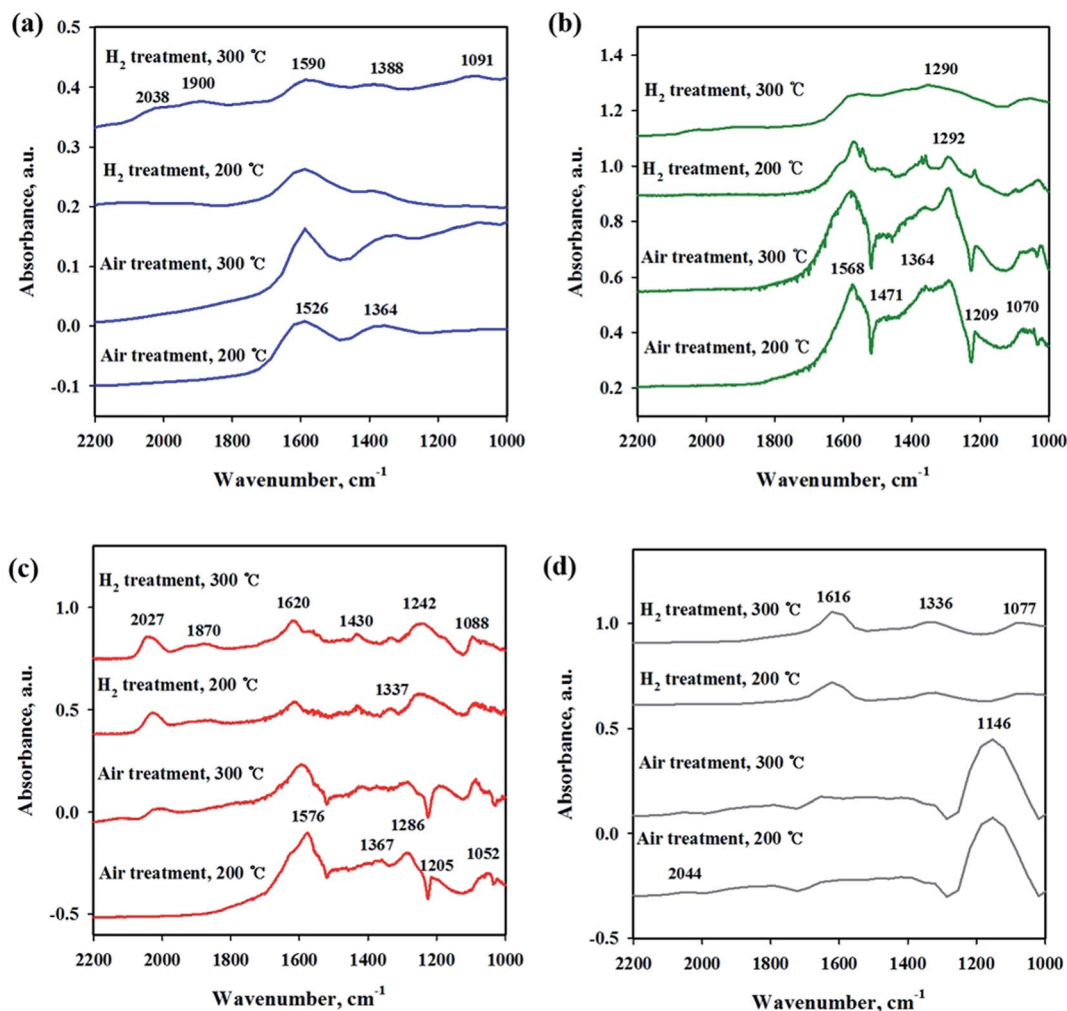 (a)
0.5
H2 treatment, 300 ℃
1590
1388
1091
1900
2038
0.4
0.3
H2 treatment, 200 ℃
0.2
Air treatment, 300 ℃
0.1
1526
1364
0.0
Air treatment, 200 ℃
-0.1
Absorbance, a.u.
2200 2000 1800 1600 1400 1200 1000
Wavenumber, cm-1
(b)
1.4
1290
H2 treatment, 300 ℃
1.2
1292
H2 treatment, 200 ℃
1.0
0.8
Air treatment, 300 ℃
0.6
1568
1364
1471
1209
1070
Air treatment, 200 ℃
0.4
0.2
Absorbance, a.u.
2200 2000 1800 1600 1400 1200 1000
Wavenumber, cm-1
(c)
H2 treatment, 300 ℃
1.0
2027
1870
1620
1430
1242
1088
H2 treatment, 200 ℃
1337
0.5
Air treatment, 300 ℃
0.0
1576
1286
1367
1205
1052
Air treatment, 200 ℃
-0.5
Absorbance, a.u.
2200 2000 1800 1600 1400 1200 1000
Wavenumber, cm-1
(d)
H2 treatment, 300 ℃
1616
1336
1077
1.0
H2 treatment, 200 ℃
1146
0.5
Air treatment, 300 ℃
0.0
Air treatment, 200 ℃
2044
-0.5
Absorbance, a.u.
2200 2000 1800 1600 1400 1200 1000
Wavenumber, cm-1